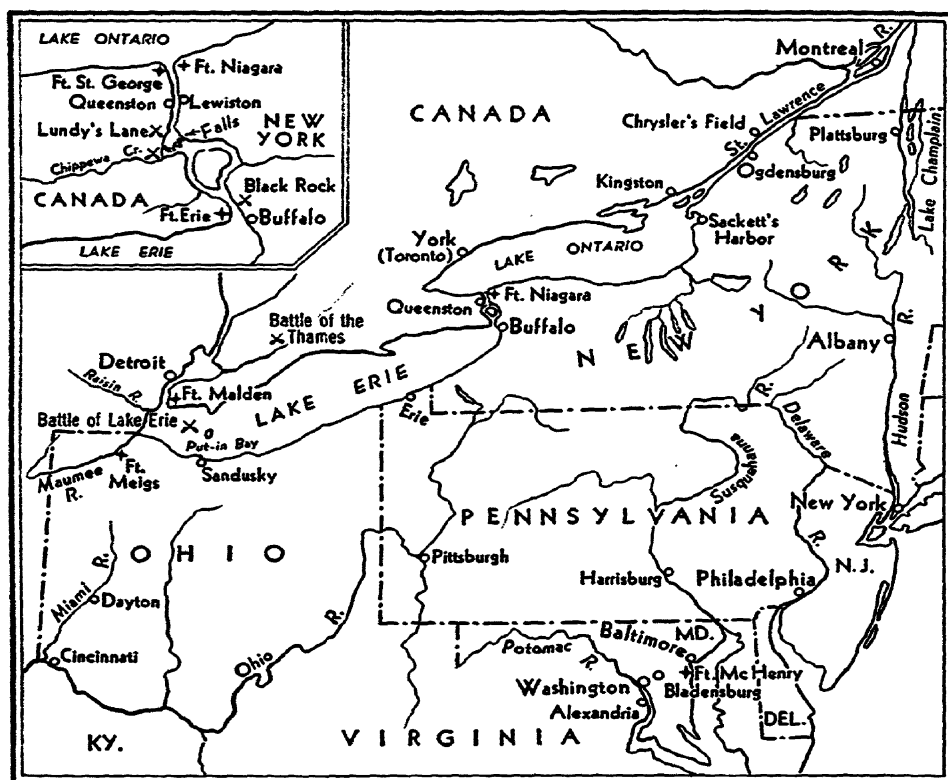 LAKE ONTARIO
Ft. Niagara
Ft. St. George
Queenston
Lewiston
Lundy's Lane
Falls
NEW
YORK
Chippewa Cr.
CANADA
Black Rock
Ft. Erie
Buffalo
LAKE ERIE
Montreal
R.
CANADA
St. Lawrence
Chrysler's Field
Plattsburg
Lake Champlain
Ogdensburg
Kingston
Sackett's
Harbor
York
(Toronto)
LAKE ONTARIO
Queenston
Ft. Niagara
Buffalo
NEW YORK
Albany
Hudson R.
Battle of the
Thames
Detroit
Raisin R.
Ft. Malden
LAKE ERIE
Erie
Battle of Lake Erie
Put-in Bay
Sandusky
Maumee
R.
Ft.
Meigs
Delaware R.
Susquehanna
R.
New York
PENNSYLVANIA
OHIO
Pittsburgh
N. J.
Harrisburg
Philadelphia
Miami R.
Dayton
Cincinnati
Ohio R.
Baltimore
MD.
Potomac R.
Ft. Mc Henry
Washington
Bladensburg
Alexandria
DEL.
KY.
VIRGINIA